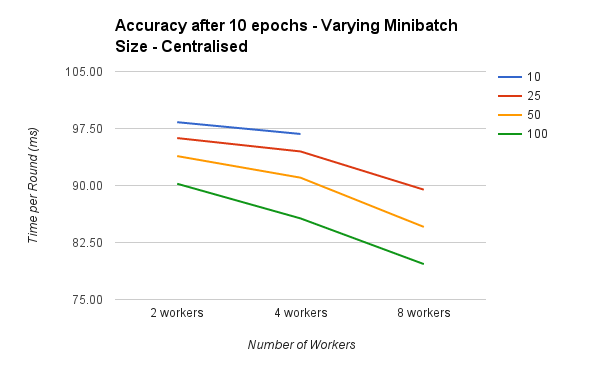 Accuracy after 10 epochs - Varying Minibatch
Size - Centralised
105.00
97.50
90.00
82.50
75.00
Time per Round (ms)
2 workers
4 workers
8 workers
Number of Workers
10
25
50
100